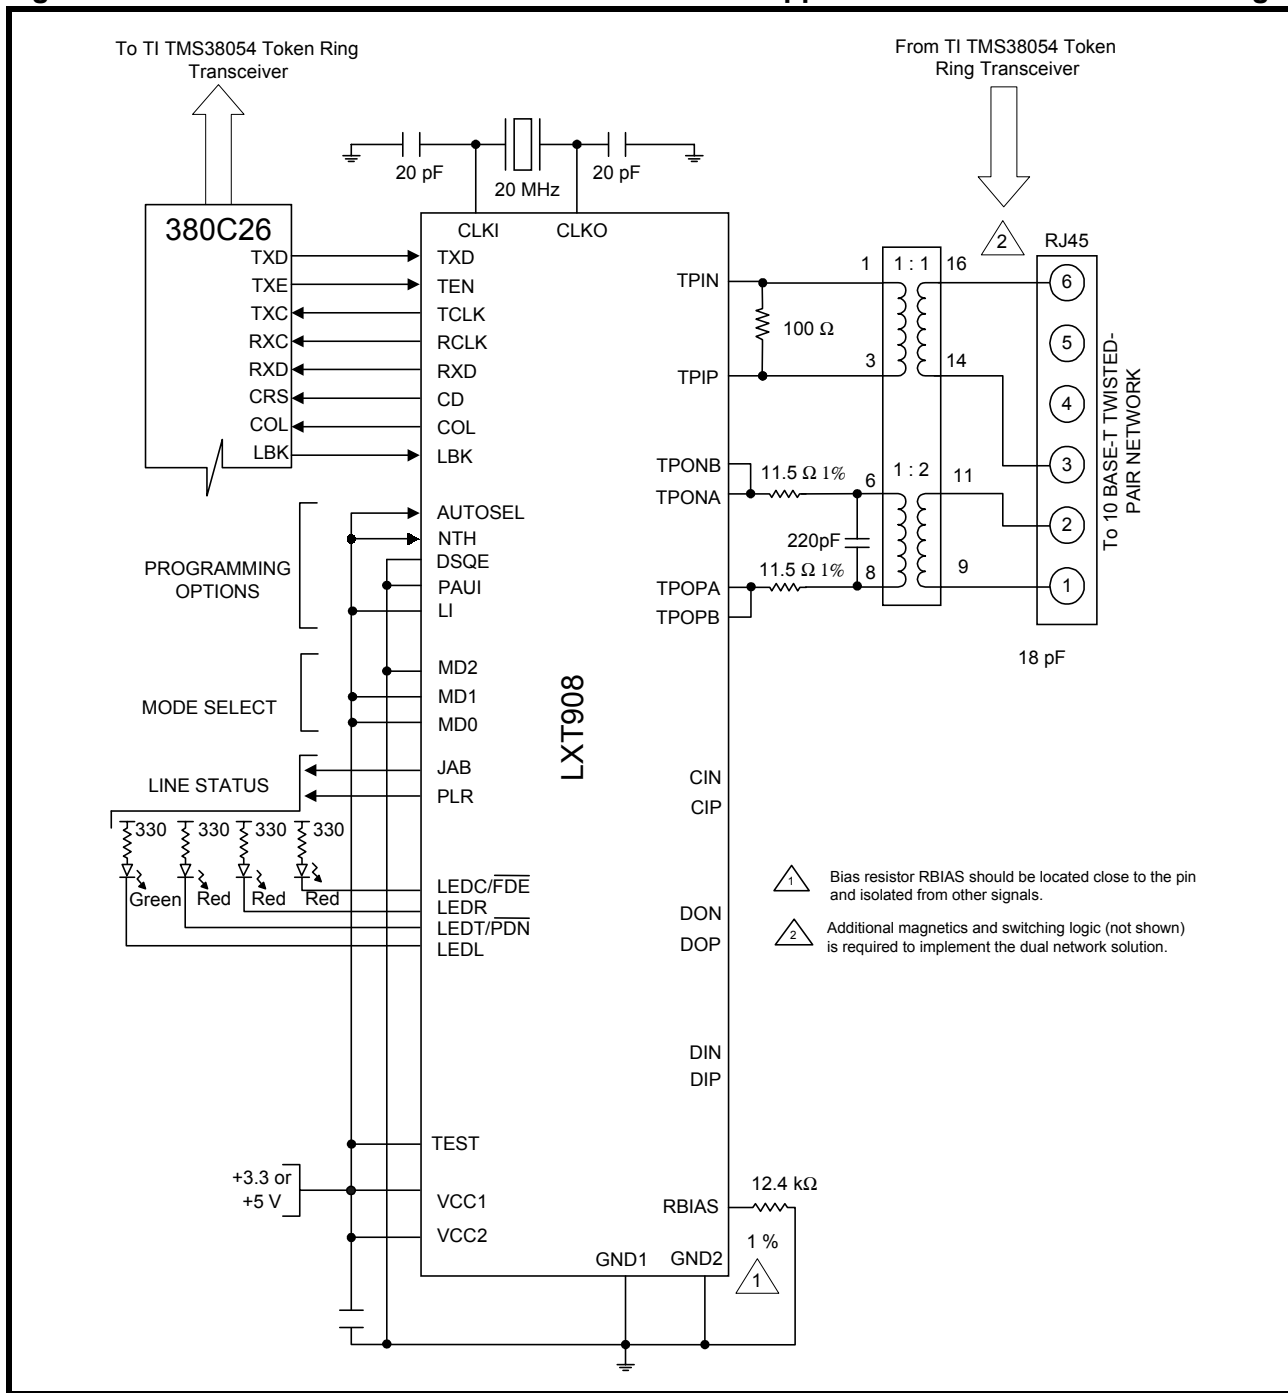 To TI TMS38054 Token Ring
Transceiver
From TI TMS38054 Token
Ring Transceiver
20 pF
20 MHz
20 pF
380C26
TXD
TXE
TXC
RXC
RXD
CRS
COL
LBK
CLKI
CLKO
TXD
TEN
TCLK
RCLK
RXD
CD
COL
LBK
AUTOSEL
NTH
DSQE
PAUI
LI
MD2
MD1
MD0
JAB
PLR
LEDC/FDE
LEDR
LEDT/PDN
LEDL
TEST
VCC1
VCC2
PROGRAMMING
OPTIONS
MODE SELECT
LINE STATUS
330
330
330
330
Green
Red
Red
Red
+3.3 or
+5 V
LXT908
TPIN
TPIP
TPONB
TPONA
TPOPA
TPOPB
CIN
CIP
DON
DOP
DIN
DIP
RBIAS
GND1
GND2
100 Ω
11.5 Ω 1%
220pF
11.5 Ω 1%
1
1 : 1
16
3
14
6
1 : 2
11
8
9
2
RJ45
6
5
4
3
2
1
To 10 BASE-T TWISTED-
PAIR NETWORK
18 pF
1
Bias resistor RBIAS should be located close to the pin
and isolated from other signals.
2
Additional magnetics and switching logic (not shown)
is required to implement the dual network solution.
12.4 kΩ
1 %
1